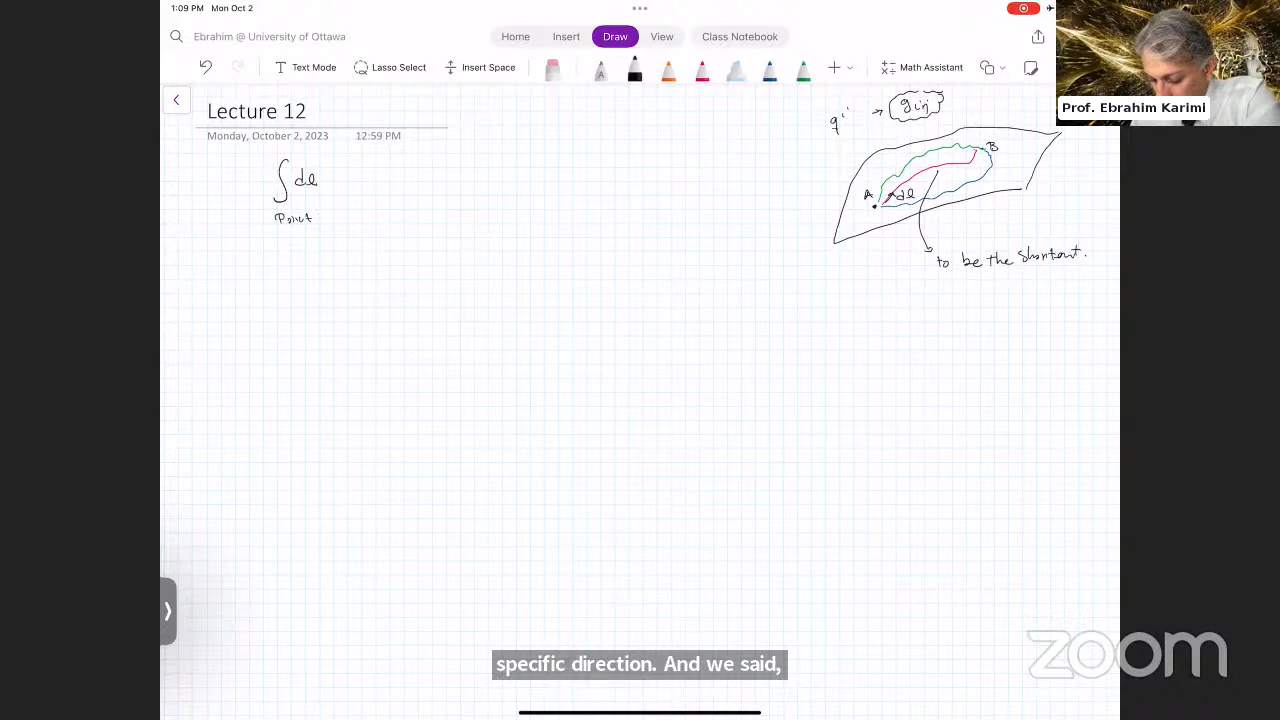 1:09 PM Mon Oct 2
Ebrahim @ University of Ottawa
Home Insert Draw View Class Notebook
Text Mode Lasso Select Insert Space Math Assistant
Lecture 12
Monday, October 2, 2023 12:59 PM
∫ dℓ
Point
qⁱ → gᵢⱼ
A
B
dℓ
to be the shortest.
Prof. Ebrahim Karimi
specific direction. And we said,
zoom